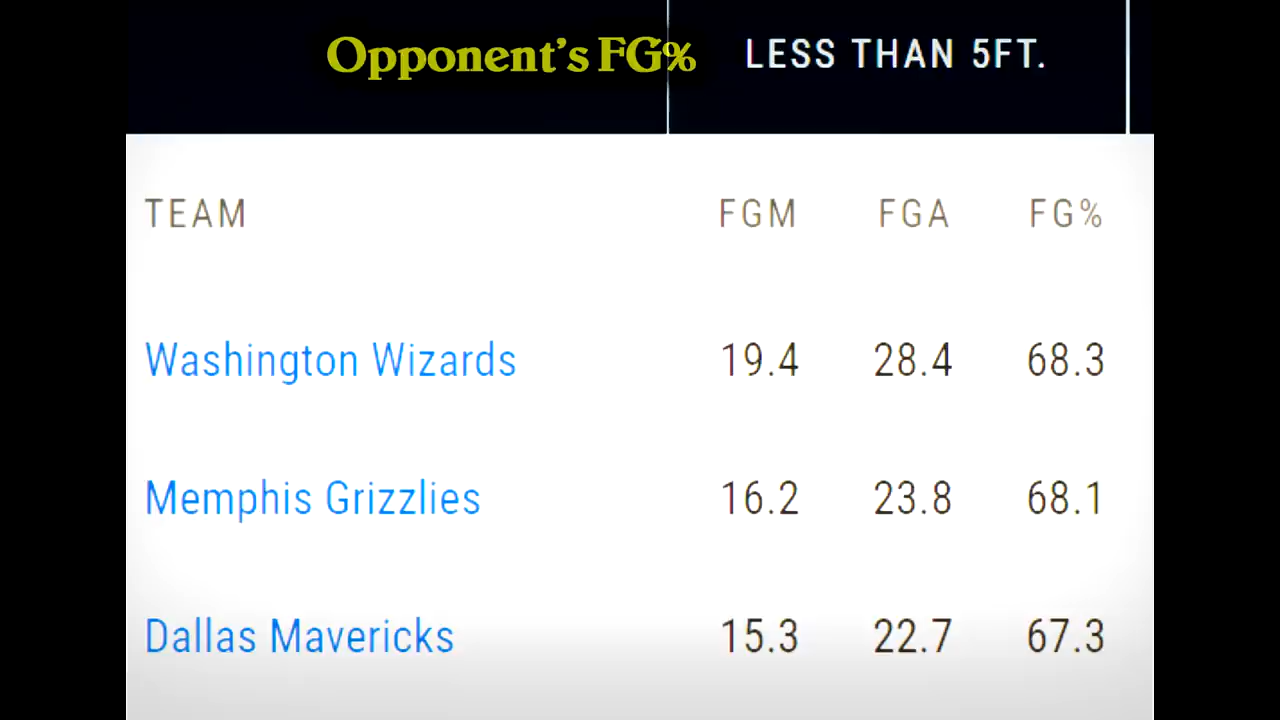 Opponent's FG% LESS THAN 5FT.
TEAM FGM FGA FG%
Washington Wizards 19.4 28.4 68.3
Memphis Grizzlies 16.2 23.8 68.1
Dallas Mavericks 15.3 22.7 67.3